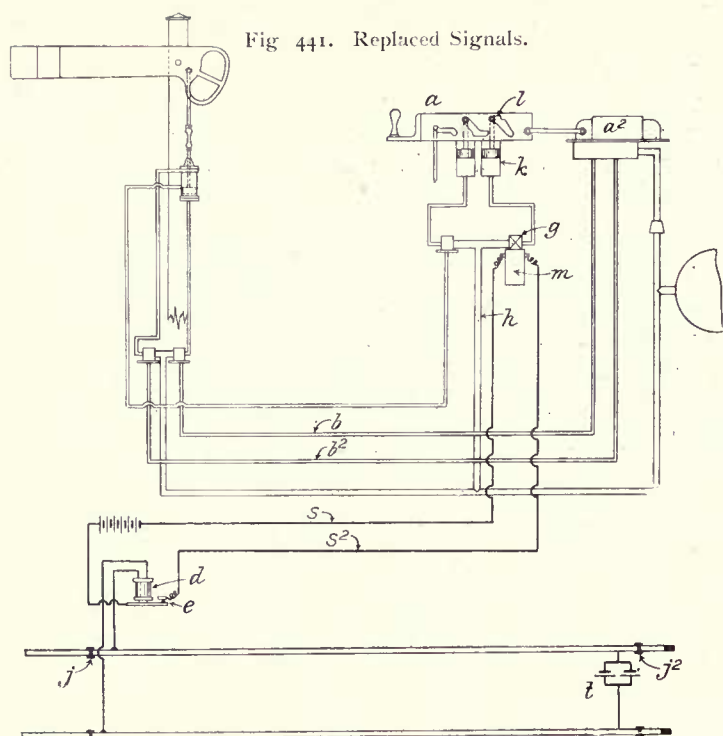 Fig 441. Replaced Signals.
a
l
a²
k
g
m
h
b
b²
s
s²
d
e
j
j²
t